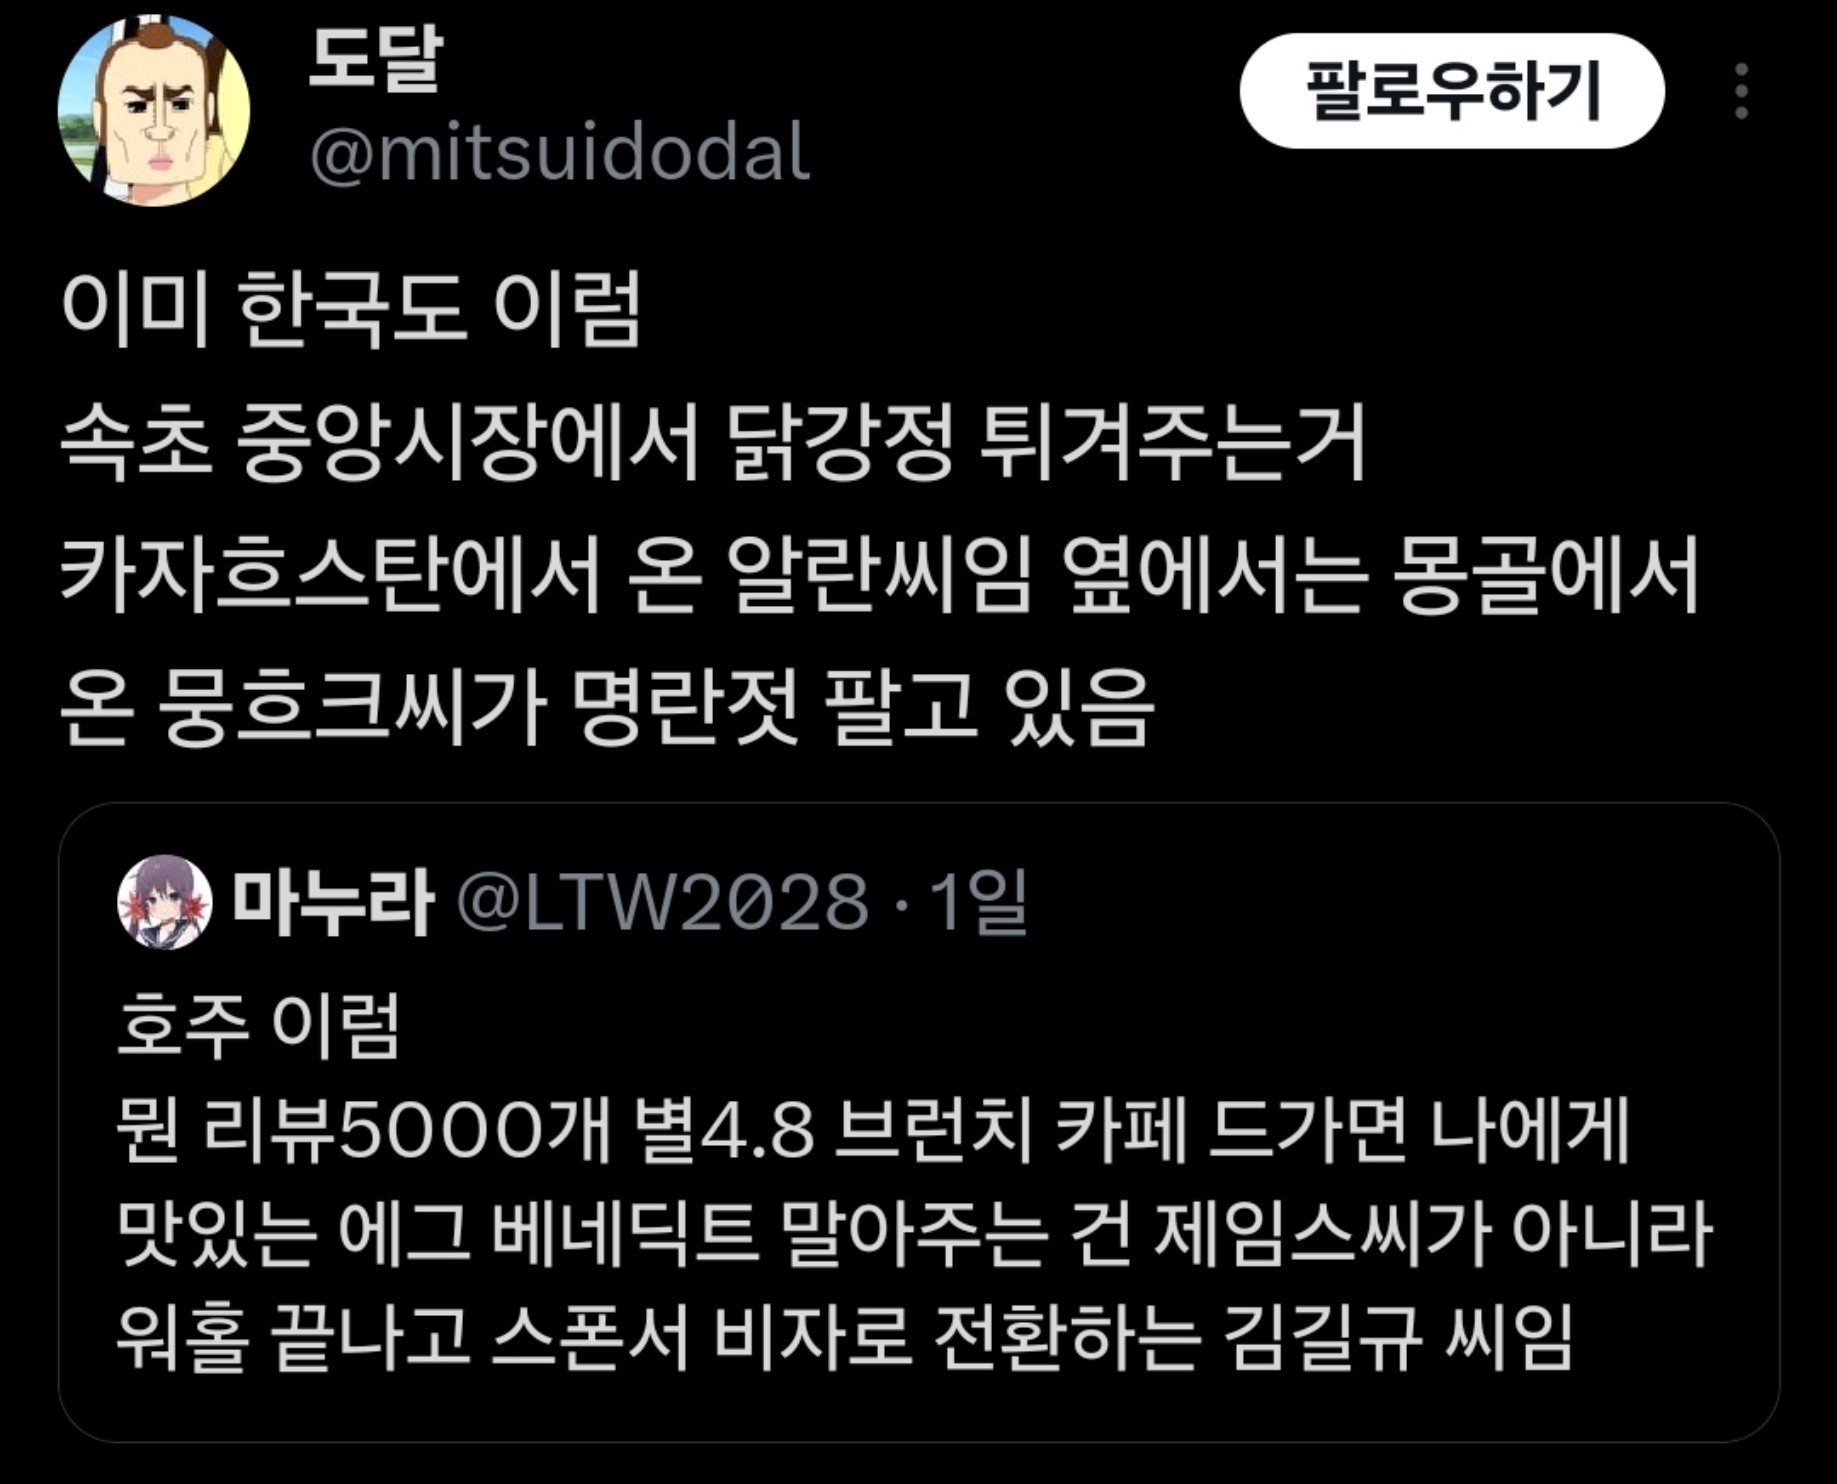 도달
@mitsuidodal
팔로우하기
이미 한국도 이럼
속초 중앙시장에서 닭강정 튀겨주는거
카자흐스탄에서 온 알란씨임 옆에서는 몽골에서
온 뭉흐크씨가 명란젓 팔고 있음
마누라 @LTW2028 · 1일
호주 이럼
뭔 리뷰5000개 별4.8 브런치 카페 드가면 나에게
맛있는 에그 베네딕트 말아주는 건 제임스씨가 아니라
워홀 끝나고 스폰서 비자로 전환하는 김길규 씨임